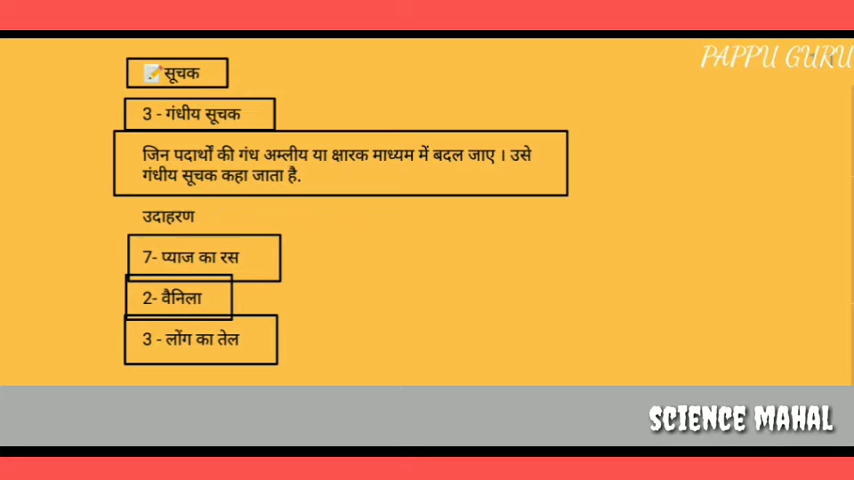 PAPPU GURU
📝सूचक
3 - गंधीय सूचक
जिन पदार्थों की गंध अम्लीय या क्षारक माध्यम में बदल जाए । उसे
गंधीय सूचक कहा जाता है.
उदाहरण
7- प्याज का रस
2- वैनिला
3 - लोंग का तेल
SCIENCE MAHAL